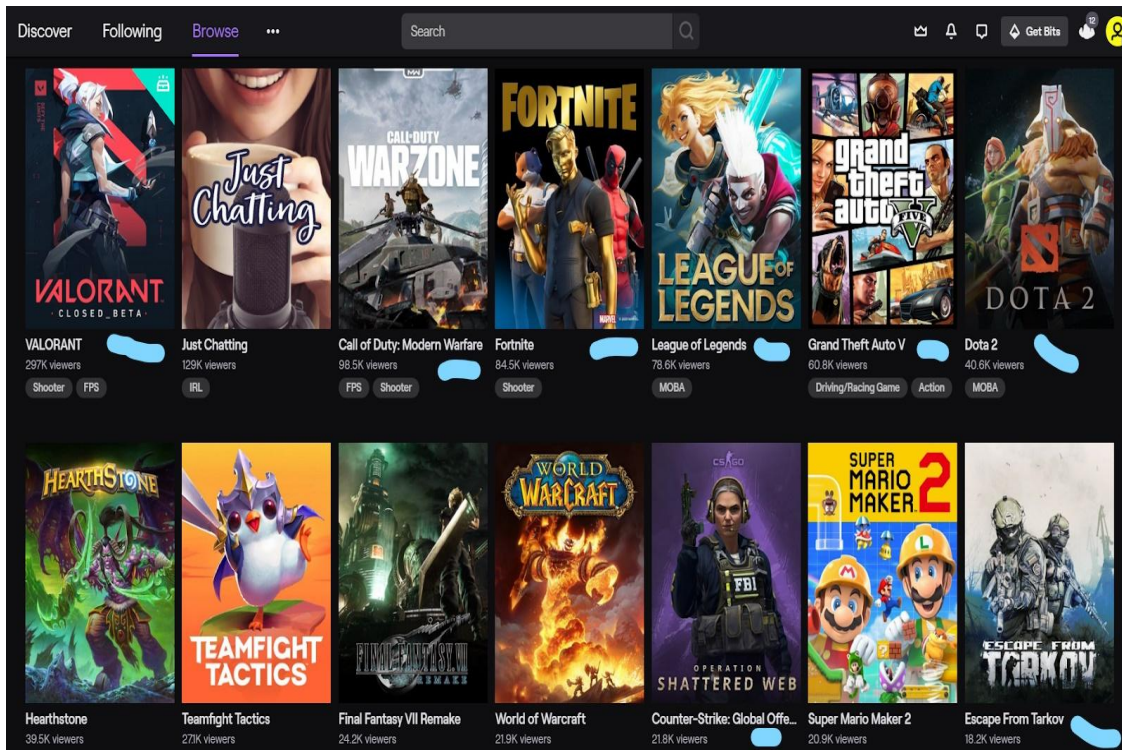 Discover Following Browse ••• Search Get Bits 12
VALORANT
CLOSED_BETA
Just
Chatting
MW
CALL OF DUTY
WARZONE
FORTNITE
MARVEL
LEAGUE OF
LEGENDS
grand
theft
auto
FIVE
DOTA 2
VALORANT
297K viewers
Shooter FPS
Just Chatting
129K viewers
IRL
Call of Duty: Modern Warfare
98.5K viewers
FPS Shooter
Fortnite
84.5K viewers
Shooter
League of Legends
78.6K viewers
MOBA
Grand Theft Auto V
60.8K viewers
Driving/Racing Game Action
Dota 2
40.6K viewers
MOBA
HEARTHSTONE
TEAMFIGHT
TACTICS
FINAL FANTASY VII
REMAKE
WORLD
OF
WARCRAFT
CS GO
FBI
OPERATION
SHATTERED WEB
SUPER
MARIO
MAKER 2
ESCAPE FROM
TARKOV
Hearthstone
39.5K viewers
Teamfight Tactics
27.1K viewers
Final Fantasy VII Remake
24.2K viewers
World of Warcraft
21.9K viewers
Counter-Strike: Global Offe...
21.8K viewers
Super Mario Maker 2
20.9K viewers
Escape From Tarkov
18.2K viewers